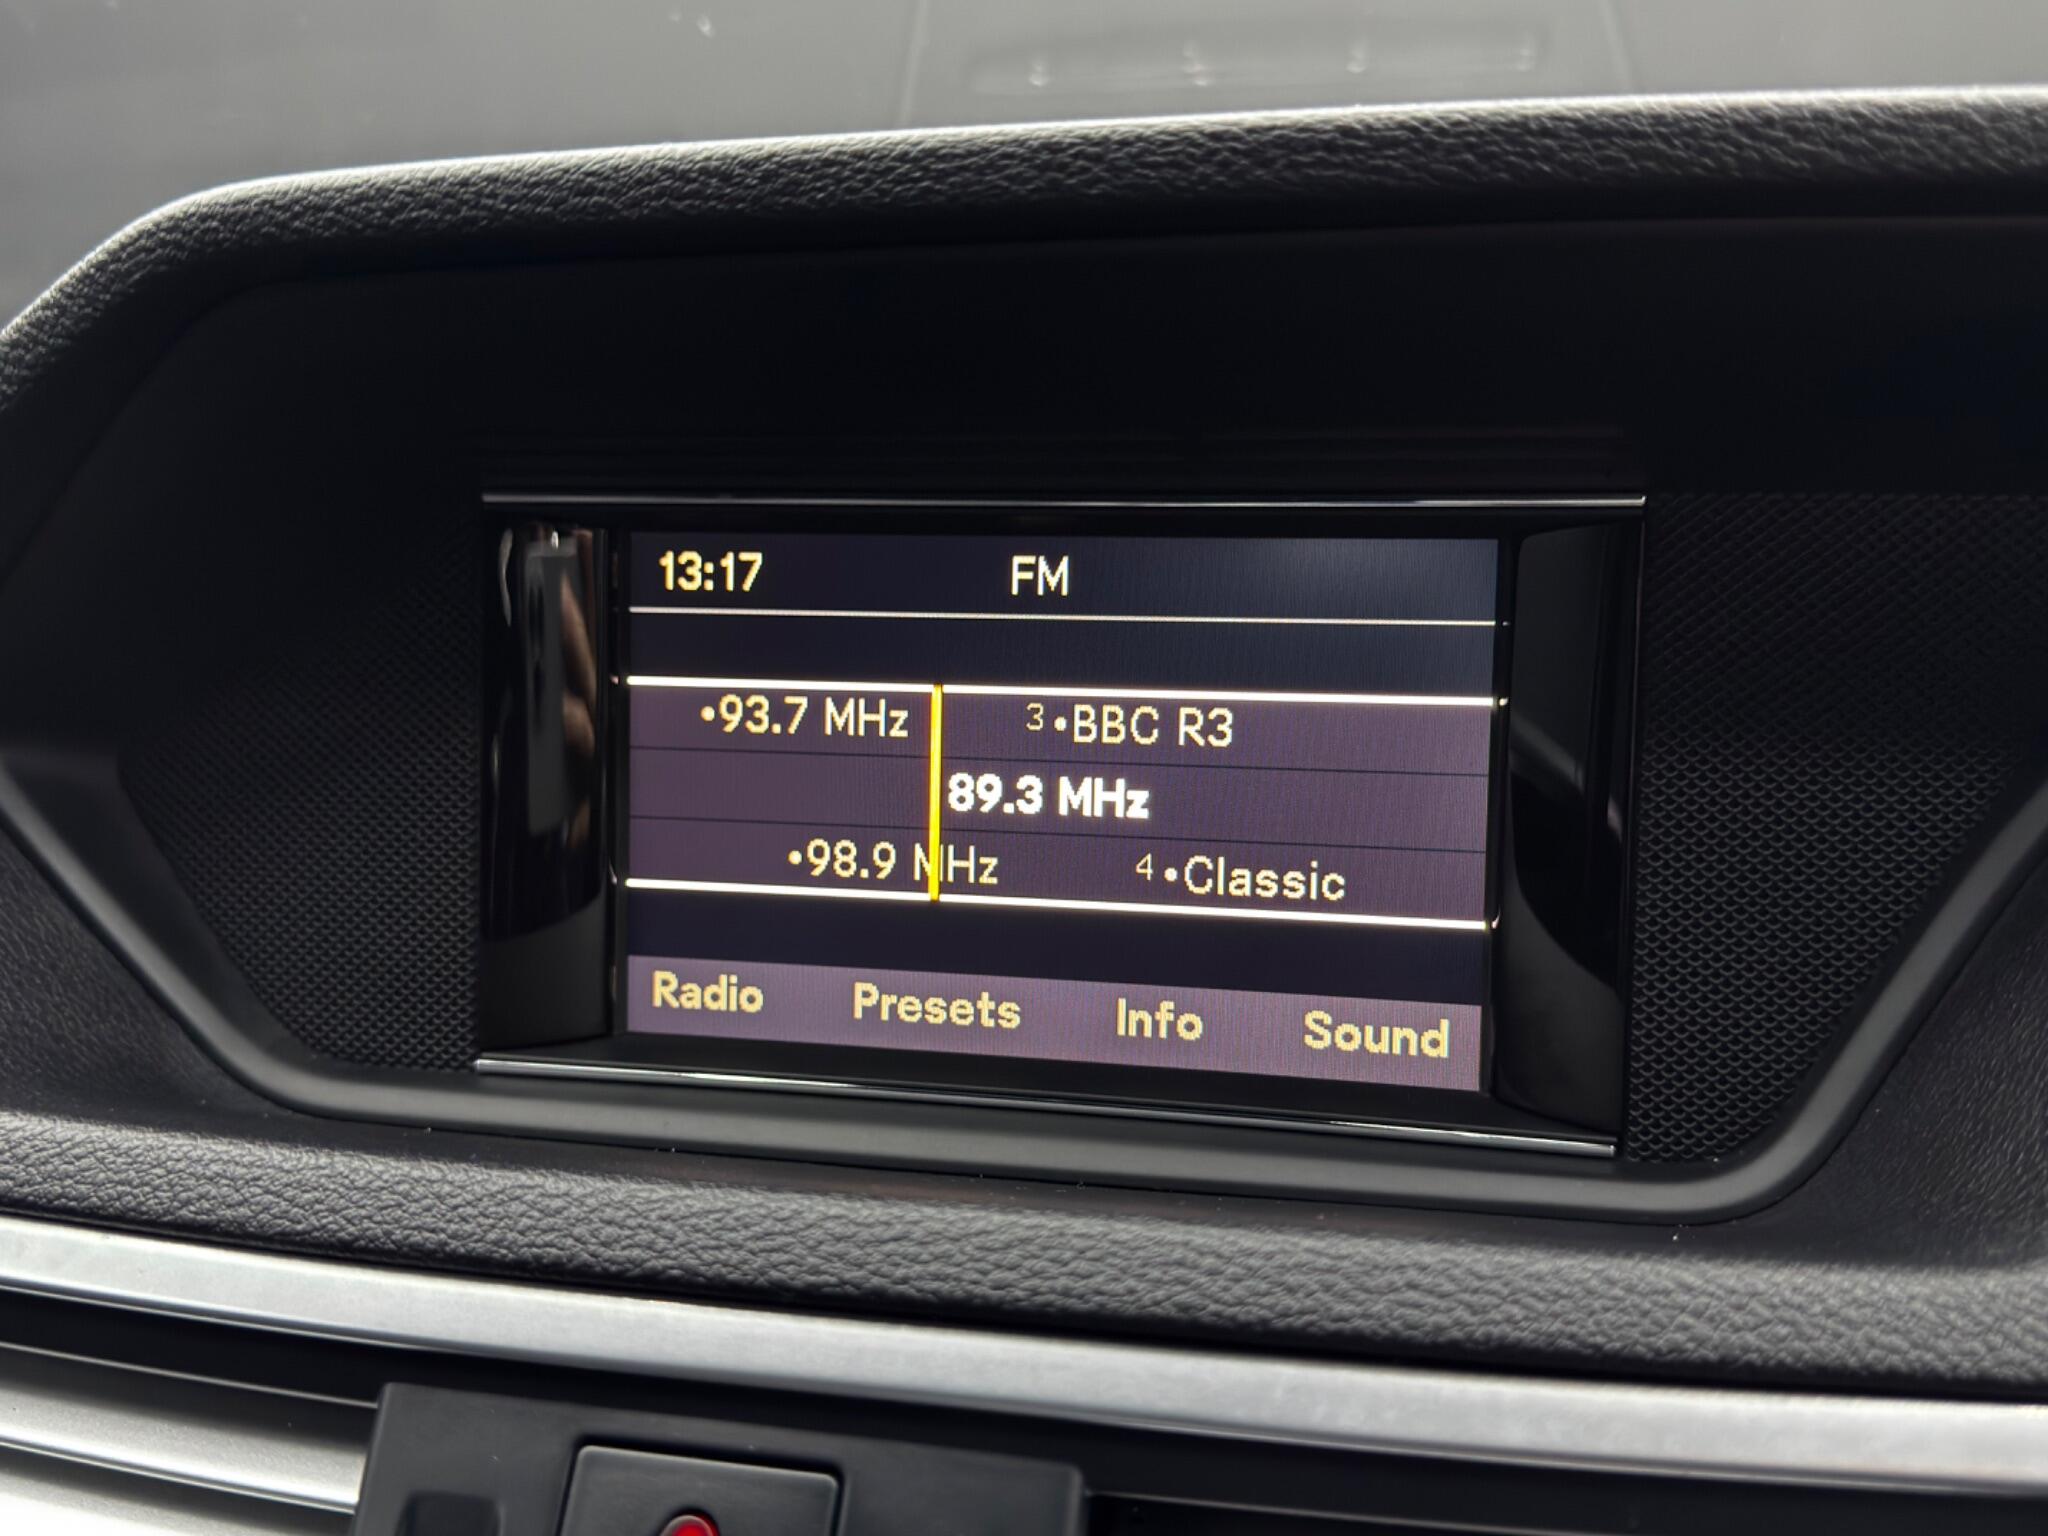 13:17 FM
•93.7 MHz 3 •BBC R3
89.3 MHz
•98.9 MHz 4 •Classic
Radio Presets Info Sound